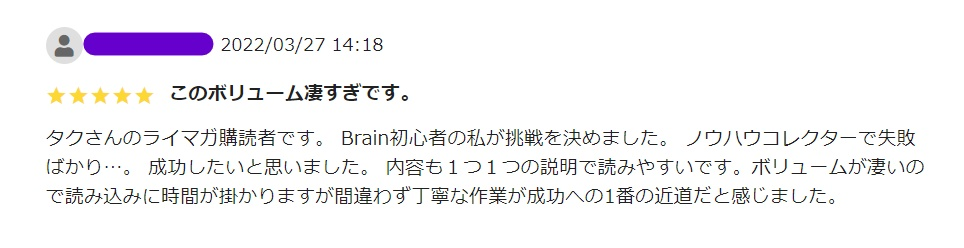 2022/03/27 14:18
このボリューム凄すぎです。
タクさんのライマガ購読者です。 Brain初心者の私が挑戦を決めました。 ノウハウコレクターで失敗
ばかり…。 成功したいと思いました。 内容も１つ１つの説明で読みやすいです。ボリュームが凄いの
で読み込みに時間が掛かりますが間違わず丁寧な作業が成功への1番の近道だと感じました。